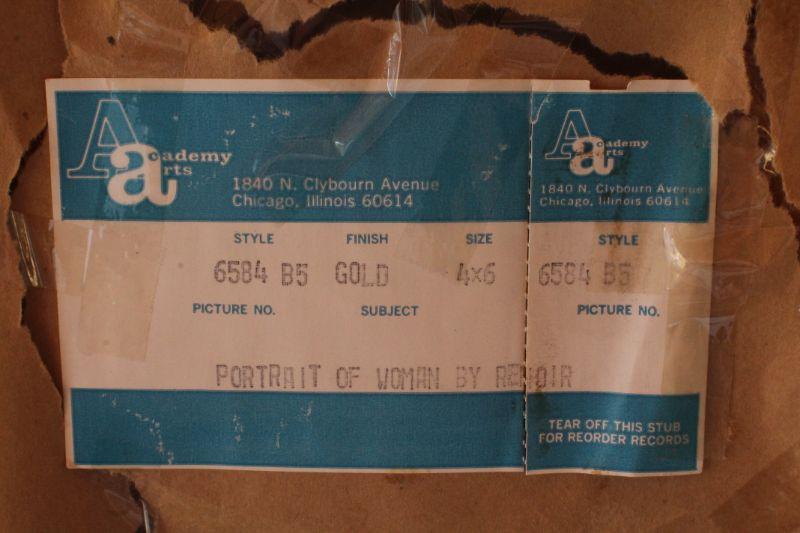 Academy
Arts
1840 N. Clybourn Avenue
Chicago, Illinois 60614
STYLE FINISH SIZE
6584 B5 GOLD 4x6
PICTURE NO. SUBJECT
PORTRAIT OF WOMAN BY RENOIR
Academy
Arts
1840 N. Clybourn Avenue
Chicago, Illinois 60614
STYLE
6584 B5
PICTURE NO.
TEAR OFF THIS STUB
FOR REORDER RECORDS